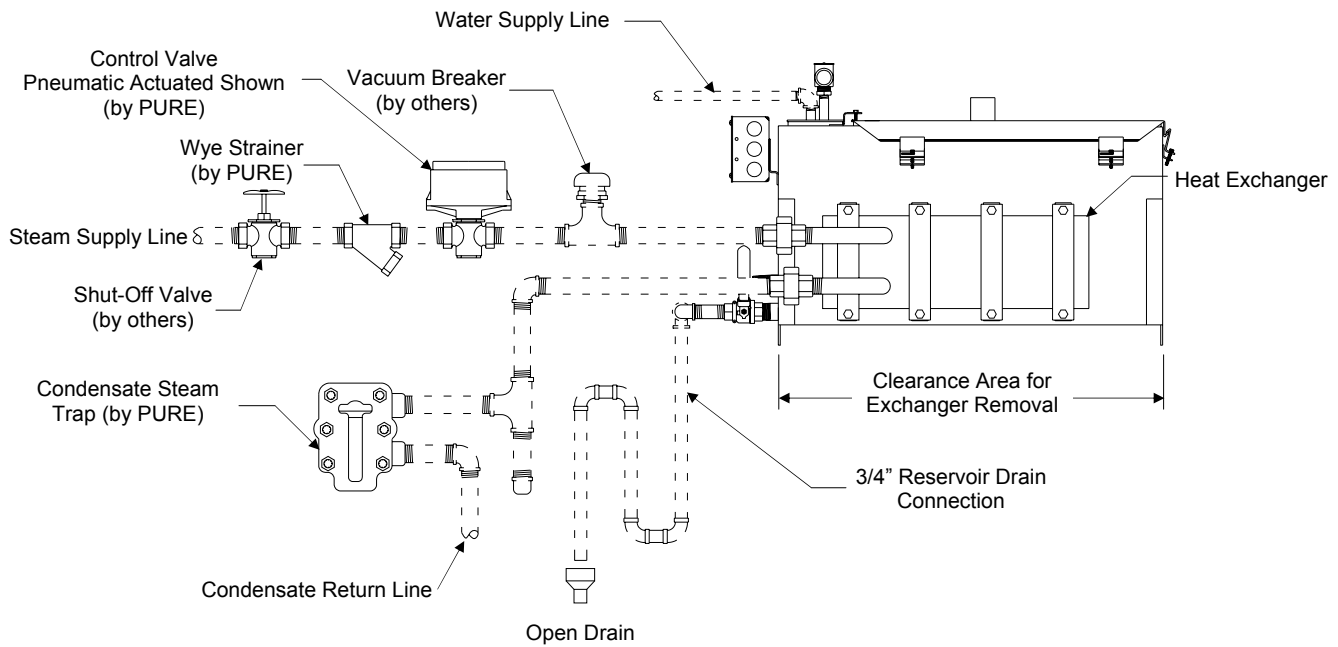 Water Supply Line
Control Valve
Pneumatic Actuated Shown
(by PURE)
Vacuum Breaker
(by others)
Wye Strainer
(by PURE)
Heat Exchanger
Steam Supply Line
Shut-Off Valve
(by others)
Condensate Steam
Trap (by PURE)
Clearance Area for
Exchanger Removal
3/4” Reservoir Drain
Connection
Condensate Return Line
Open Drain